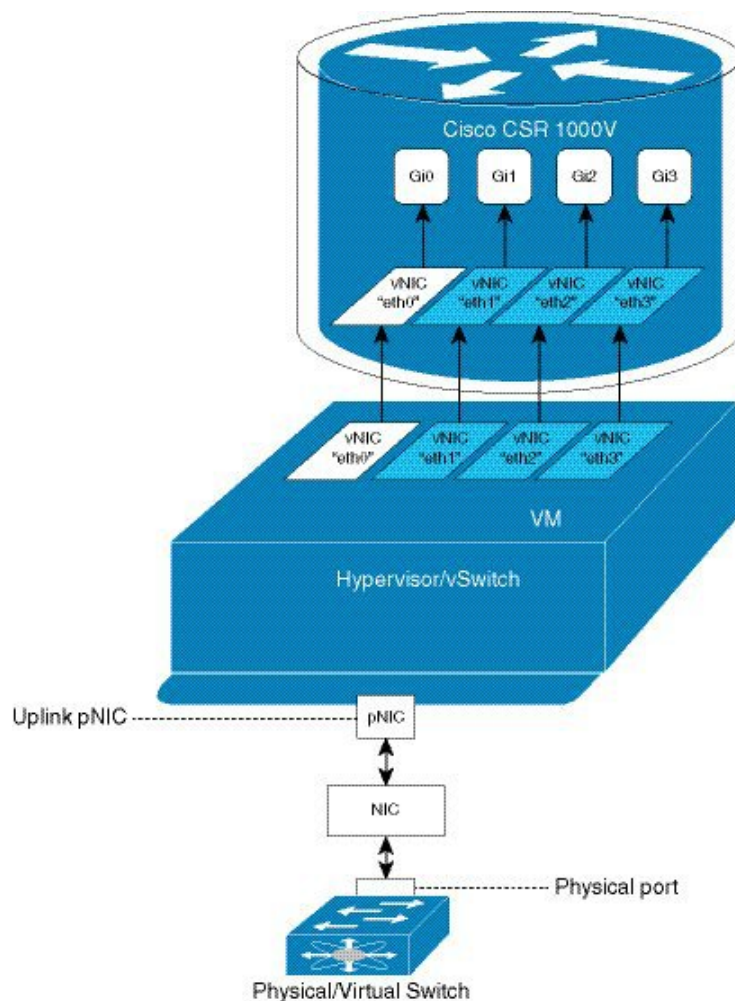 Cisco CSR 1000V
Gi0 Gi1 Gi2 Gi3
vNIC vNIC vNIC vNIC
"eth0" "eth1" "eth2" "eth3"
vNIC vNIC vNIC vNIC
"eth0" "eth1" "eth2" "eth3"
VM
Hypervisor/vSwitch
Uplink pNIC pNIC
NIC
Physical port
Physical/Virtual Switch